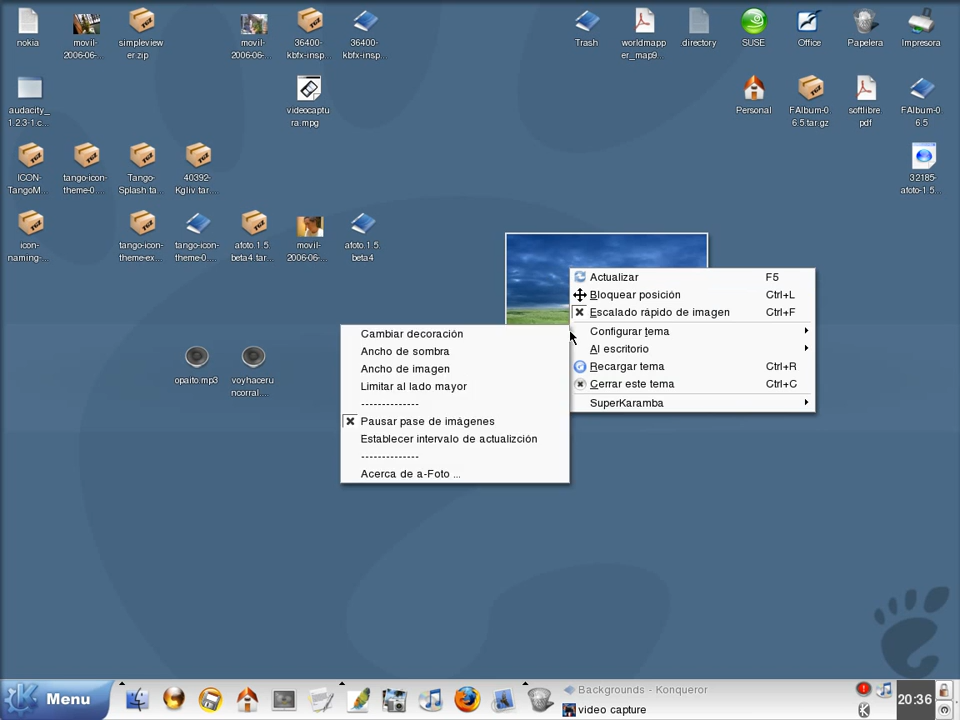 nokia
movil-
2006-06-...
simpleview
er.zip
movil-
2006-06-...
36400-
kbfx-insp...
36400-
kbfx-insp...
Trash
worldmapp
er_map9...
directory
SUSE
Office
Papelera
Impresora
audacity_
1.2.3-1.c...
videocaptu
ra.mpg
Personal
FAlbum-0.
6.5.tar.gz
softlibre.
pdf
FAlbum-0.
6.5
ICON-
TangoM...
tango-icon-
theme-0....
Tango-
Splash.ta...
40392-
Kgliv.tar....
32185-
afoto-1.5...
icon-
naming-...
tango-icon-
theme-ex...
tango-icon-
theme-0....
afoto.1.5.
beta4.tar...
movil-
2006-06-...
afoto.1.5.
beta4
Actualizar F5
Bloquear posición Ctrl+L
Escalado rápido de imagen Ctrl+F
Configurar tema
Al escritorio
Recargar tema Ctrl+R
Cerrar este tema Ctrl+C
SuperKaramba
Cambiar decoración
Ancho de sombra
Ancho de imagen
Limitar al lado mayor
--------------
Pausar pase de imágenes
Establecer intervalo de actualizción
--------------
Acerca de a-Foto ...
opaito.mp3
voyhaceru
ncorral....
Menu
Backgrounds - Konqueror
video capture
20:36